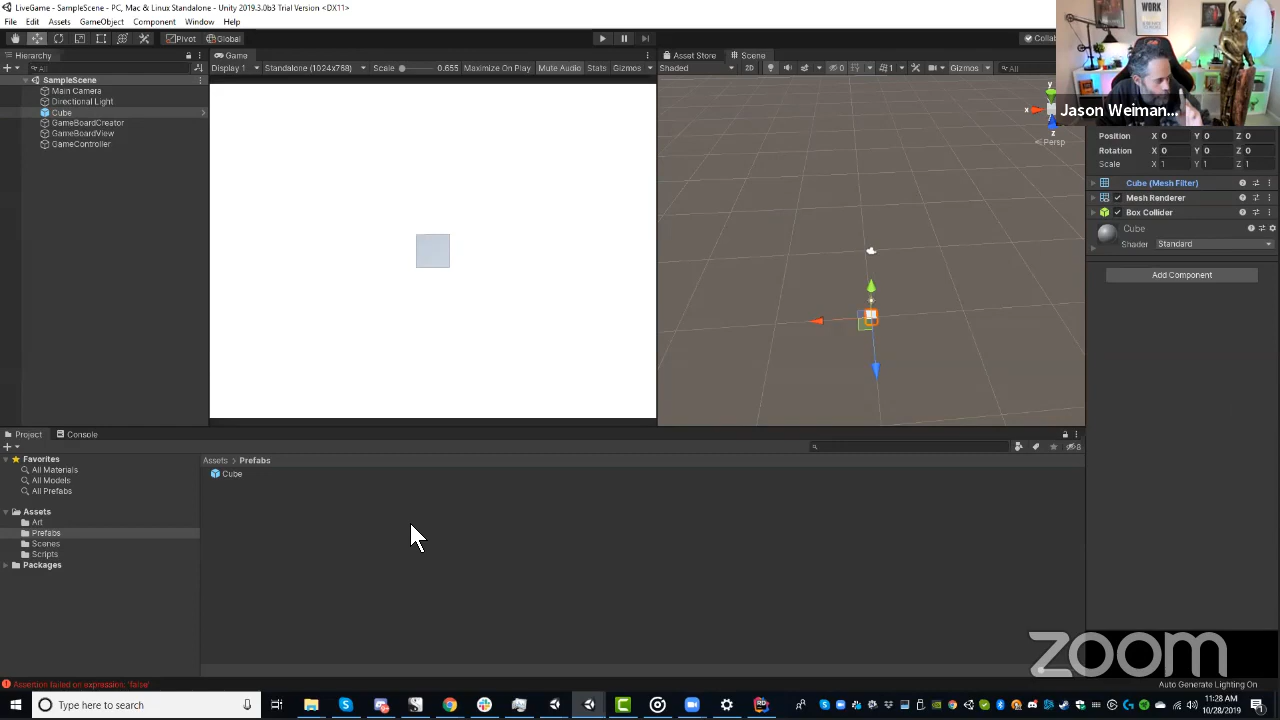 LiveGame - SampleScene - PC, Mac & Linux Standalone - Unity 2019.3.0b3 Trial Version <DX11>
File Edit Assets GameObject Component Window Help
Pivot Global Collab
Hierarchy Game Asset Store Scene
All Display 1 Standalone (1024x768) Scale 0.655 Maximize On Play Mute Audio Stats Gizmos Shaded 2D 0 1 Gizmos All
WORK
SampleScene
Main Camera
Directional Light
Cube
GameBoardCreator
GameBoardView
GameController
y
x
z
< Persp
Jason Weiman...
Position X 0 Y 0 Z 0
Rotation X 0 Y 0 Z 0
Scale X 1 Y 1 Z 1
Cube (Mesh Filter)
Mesh Renderer
Box Collider
Cube
Shader Standard
Add Component
Project Console
8
Favorites
All Materials
All Models
All Prefabs
Assets
Art
Prefabs
Scenes
Scripts
Packages
Assets > Prefabs
Cube
zoom
Assertion failed on expression: 'false'
Auto Generate Lighting On
Type here to search
11:28 AM
10/28/2019